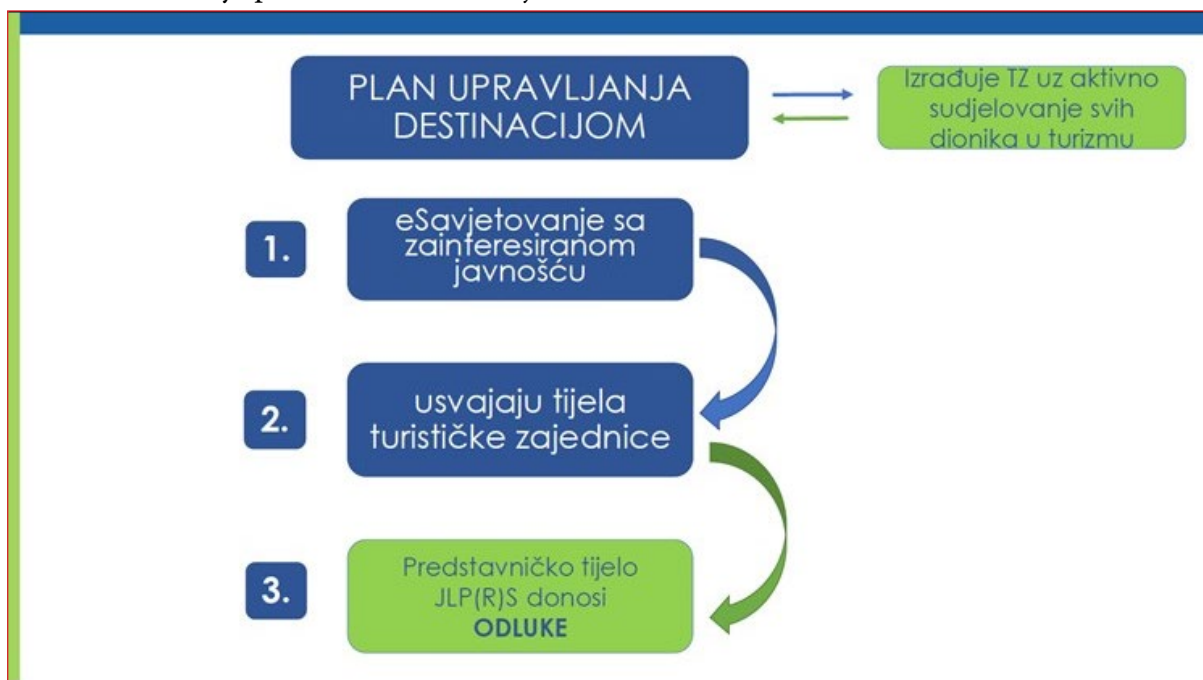 PLAN UPRAVLJANJA
DESTINACIJOM
Izrađuje TZ uz aktivno
sudjelovanje svih
dionika u turizmu
1.
eSavjetovanje sa
zainteresiranom
javnošću
2.
usvajaju tijela
turističke zajednice
3.
Predstavničko tijelo
JLP(R)S donosi
ODLUKE